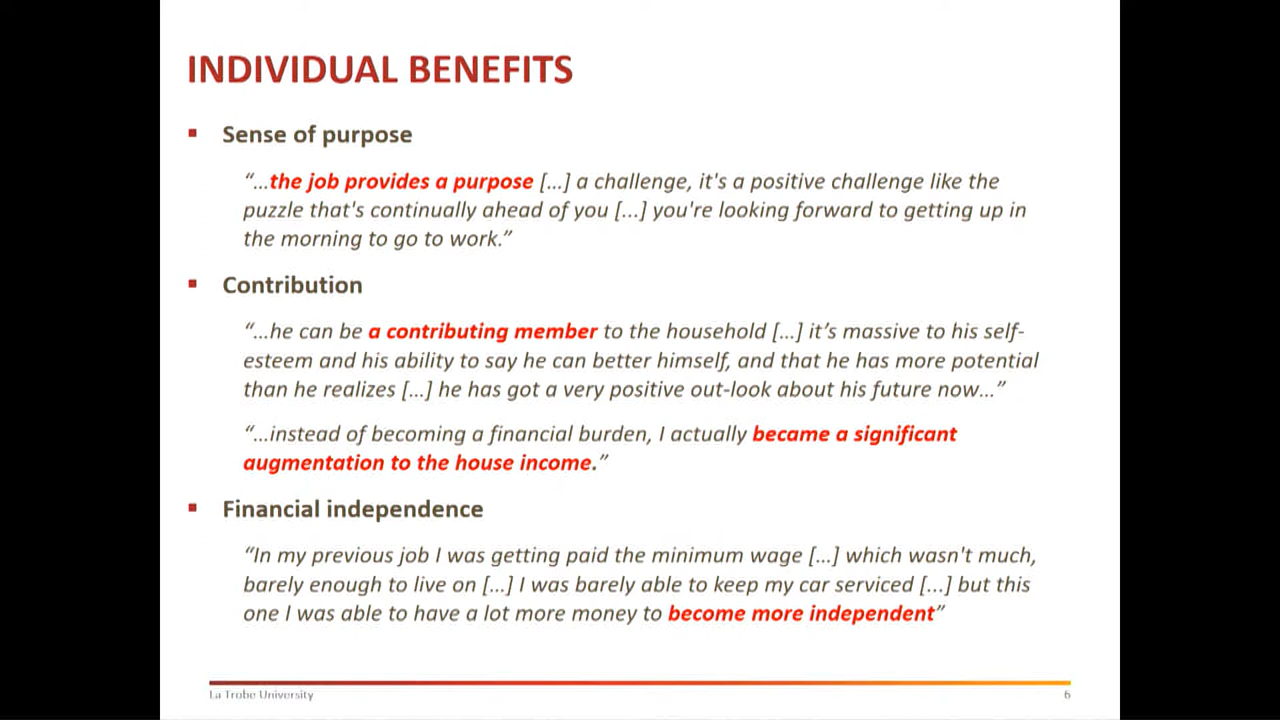 INDIVIDUAL BENEFITS
▪ Sense of purpose
“…the job provides a purpose […] a challenge, it's a positive challenge like the
puzzle that's continually ahead of you […] you're looking forward to getting up in
the morning to go to work.”
▪ Contribution
“…he can be a contributing member to the household […] it’s massive to his self-
esteem and his ability to say he can better himself, and that he has more potential
than he realizes […] he has got a very positive out-look about his future now…”
“…instead of becoming a financial burden, I actually became a significant
augmentation to the house income.”
▪ Financial independence
“In my previous job I was getting paid the minimum wage […] which wasn't much,
barely enough to live on […] I was barely able to keep my car serviced […] but this
one I was able to have a lot more money to become more independent”
La Trobe University 6